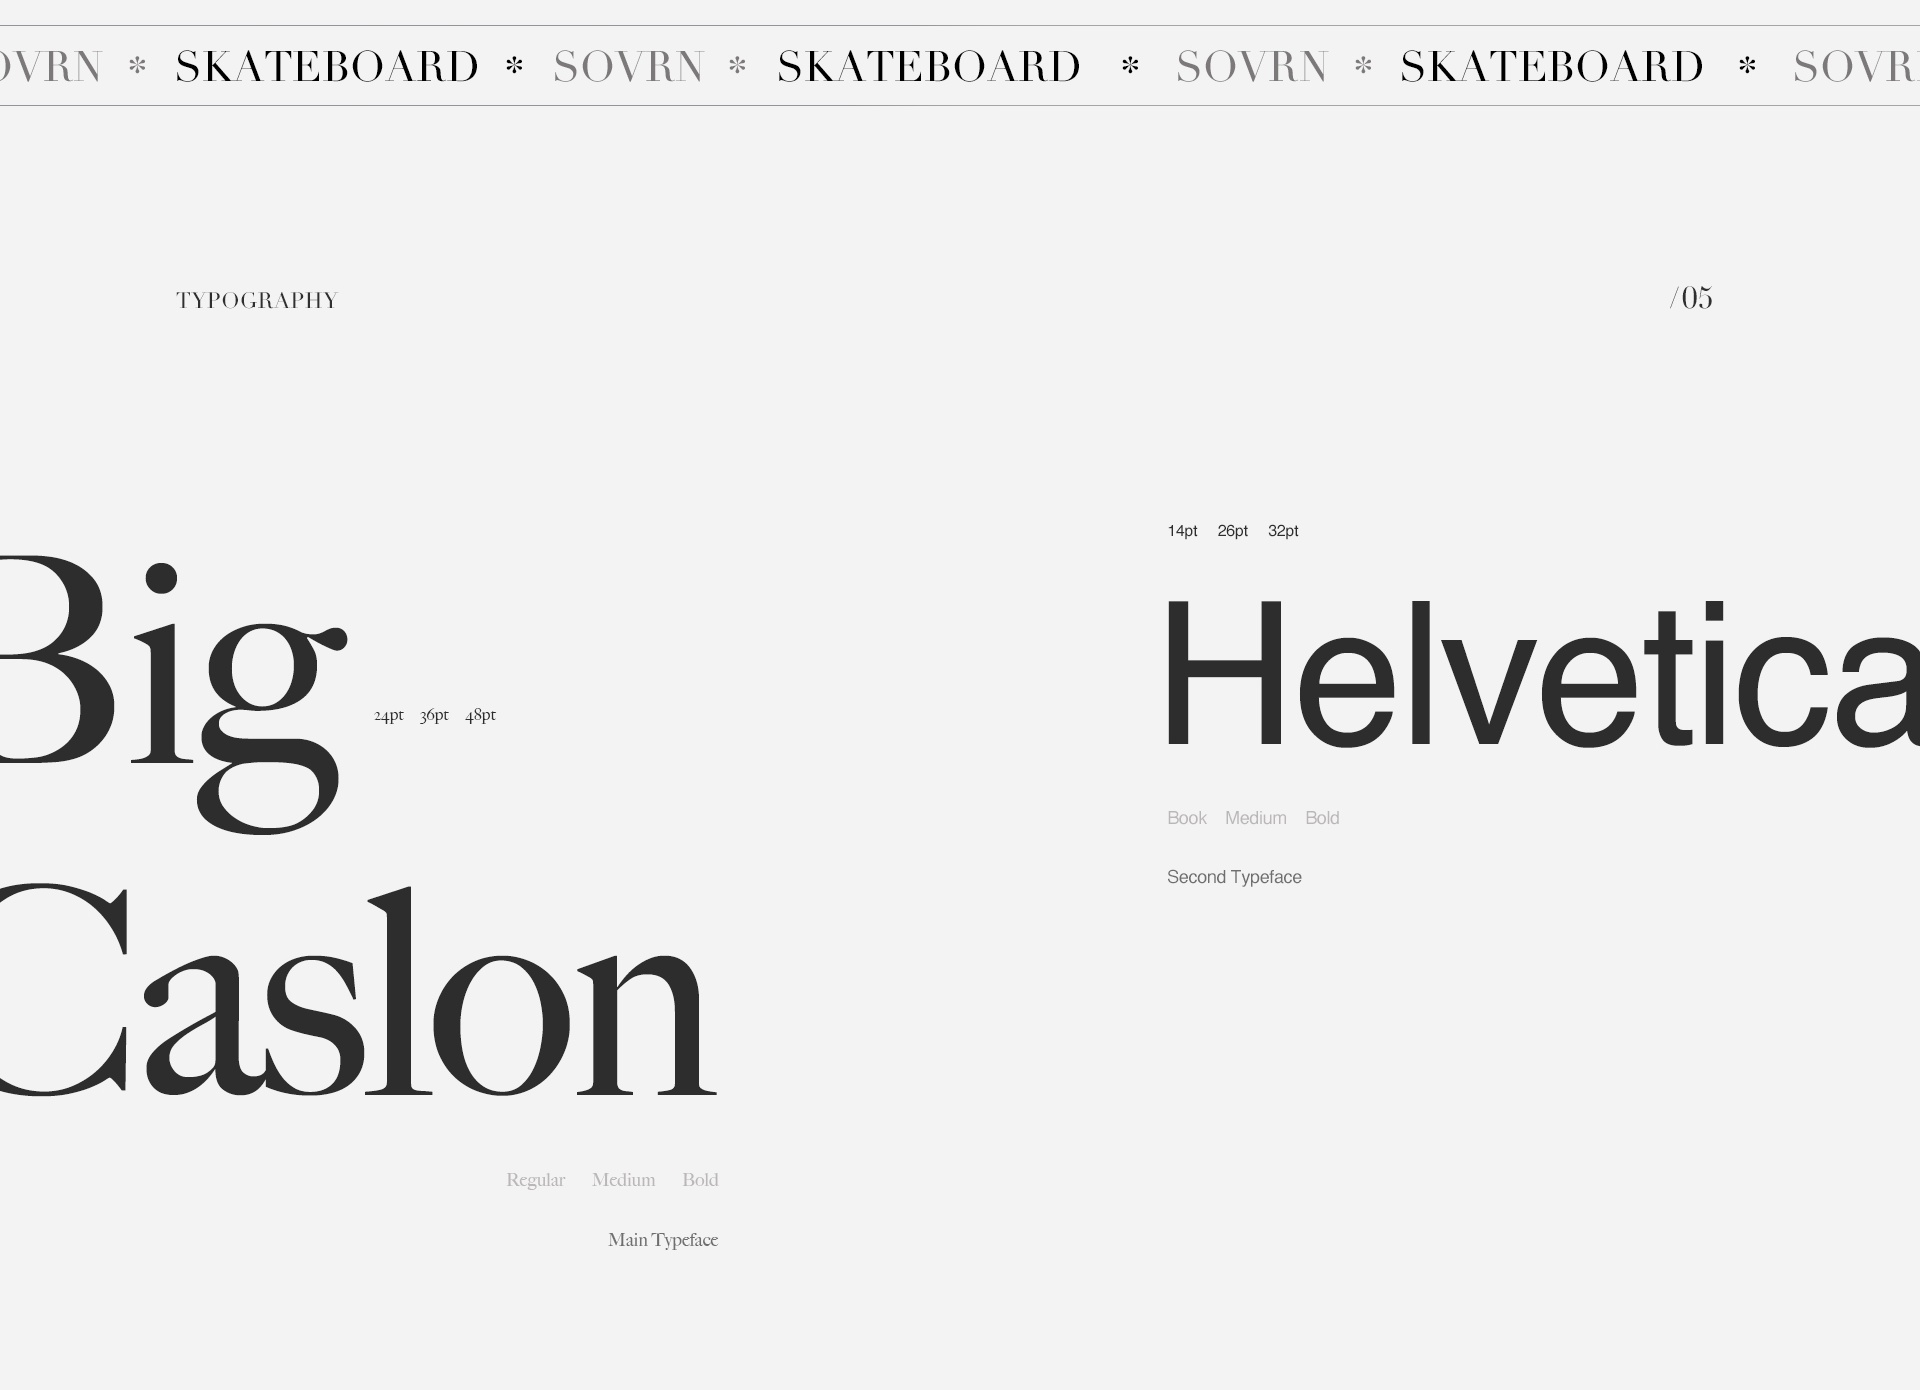 OVRN * SKATEBOARD * SOVRN * SKATEBOARD * SOVRN * SKATEBOARD * SOVR
TYPOGRAPHY
/05
Big
24pt 36pt 48pt
Caslon
Regular Medium Bold
Main Typeface
14pt 26pt 32pt
Helvetica
Book Medium Bold
Second Typeface